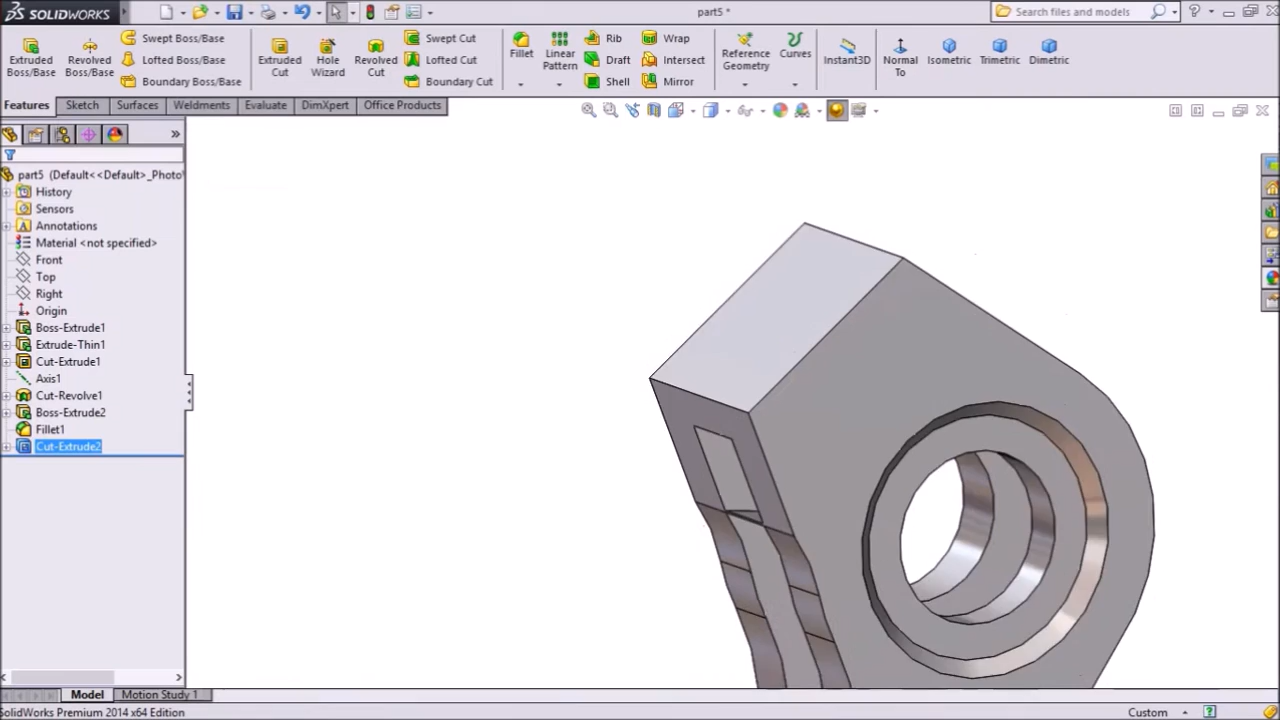 SOLIDWORKS
part5 *
Search files and models
Extruded Boss/Base
Revolved Boss/Base
Swept Boss/Base
Lofted Boss/Base
Boundary Boss/Base
Extruded Cut
Hole Wizard
Revolved Cut
Swept Cut
Lofted Cut
Boundary Cut
Fillet
Linear Pattern
Rib
Draft
Shell
Wrap
Intersect
Mirror
Reference Geometry
Curves
Instant3D
Normal To
Isometric
Trimetric
Dimetric
Features Sketch Surfaces Weldments Evaluate DimXpert Office Products
part5 (Default<<Default>_Photo
History
Sensors
Annotations
Material <not specified>
Front
Top
Right
Origin
Boss-Extrude1
Extrude-Thin1
Cut-Extrude1
Axis1
Cut-Revolve1
Boss-Extrude2
Fillet1
Cut-Extrude2
Model Motion Study 1
SolidWorks Premium 2014 x64 Edition
Custom